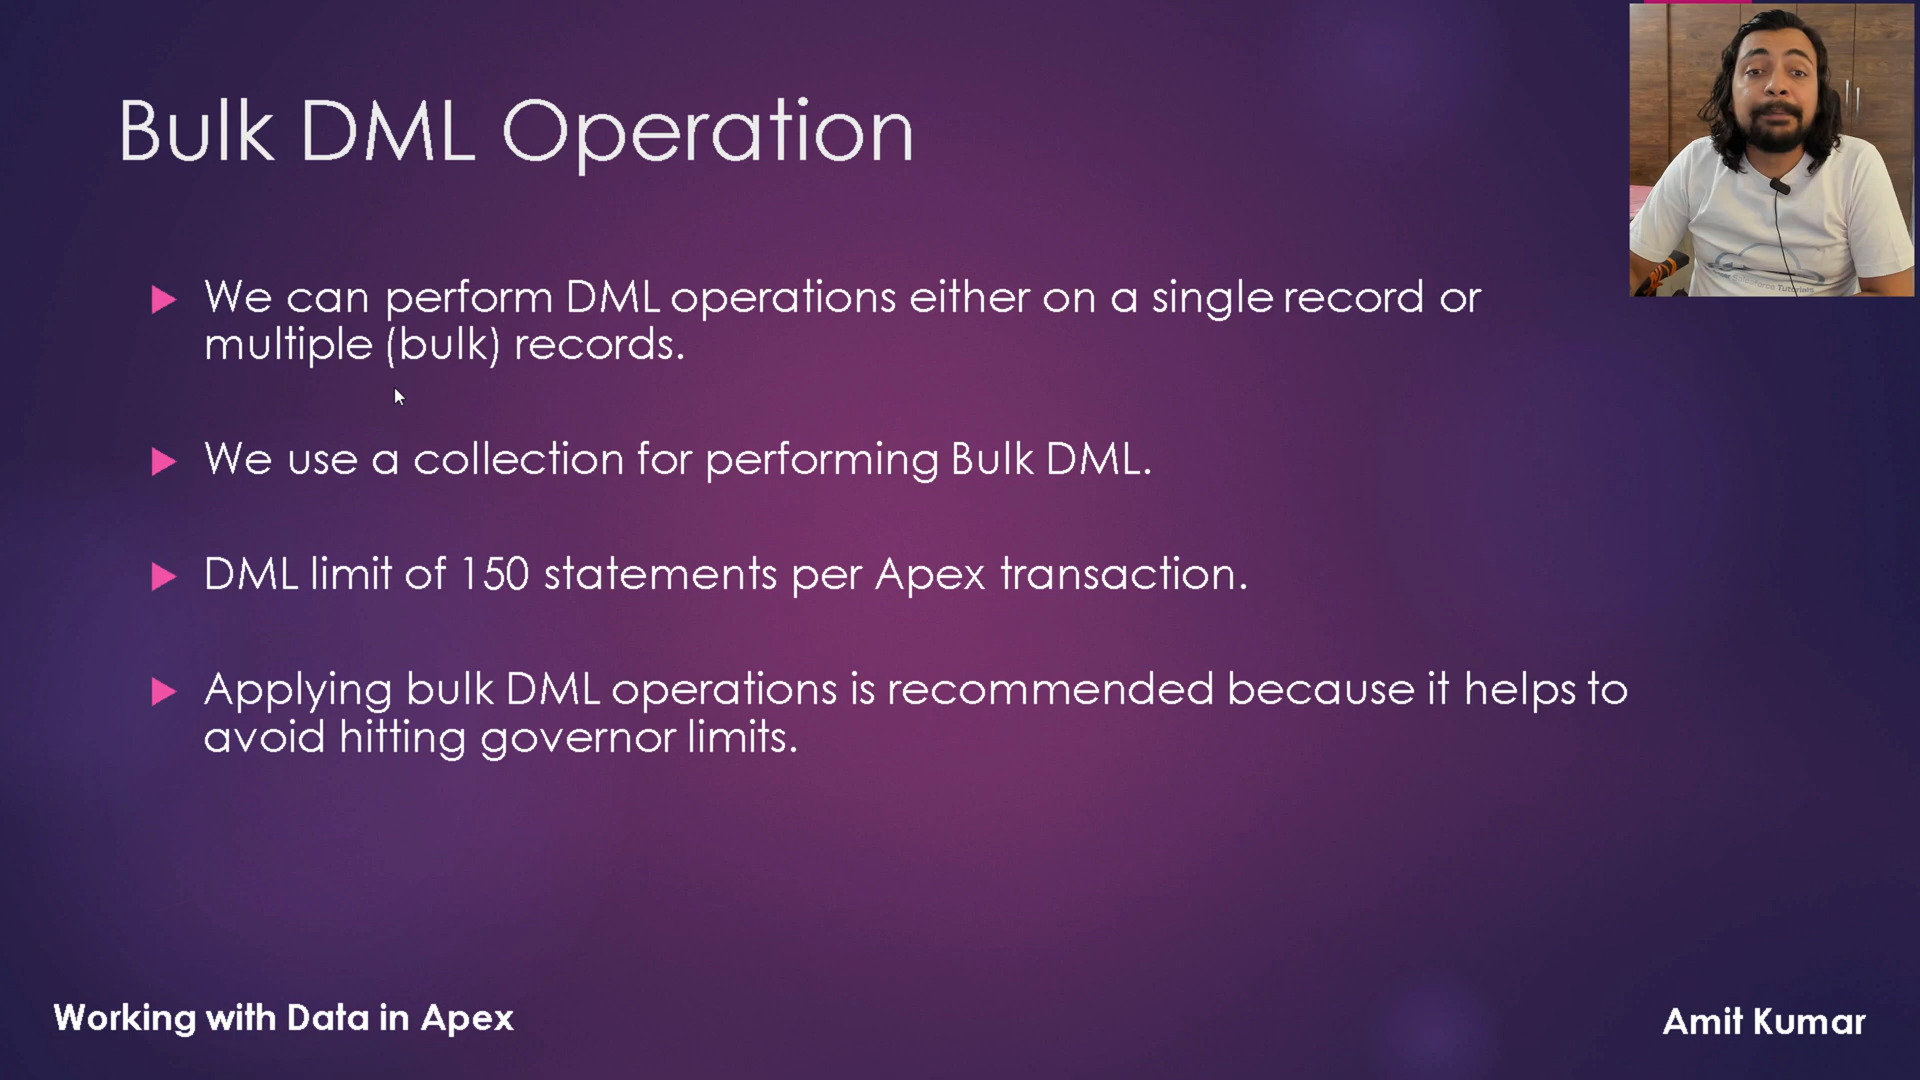 Bulk DML Operation
We can perform DML operations either on a single record or
multiple (bulk) records.
We use a collection for performing Bulk DML.
DML limit of 150 statements per Apex transaction.
Applying bulk DML operations is recommended because it helps to
avoid hitting governor limits.
Working with Data in Apex
Amit Kumar